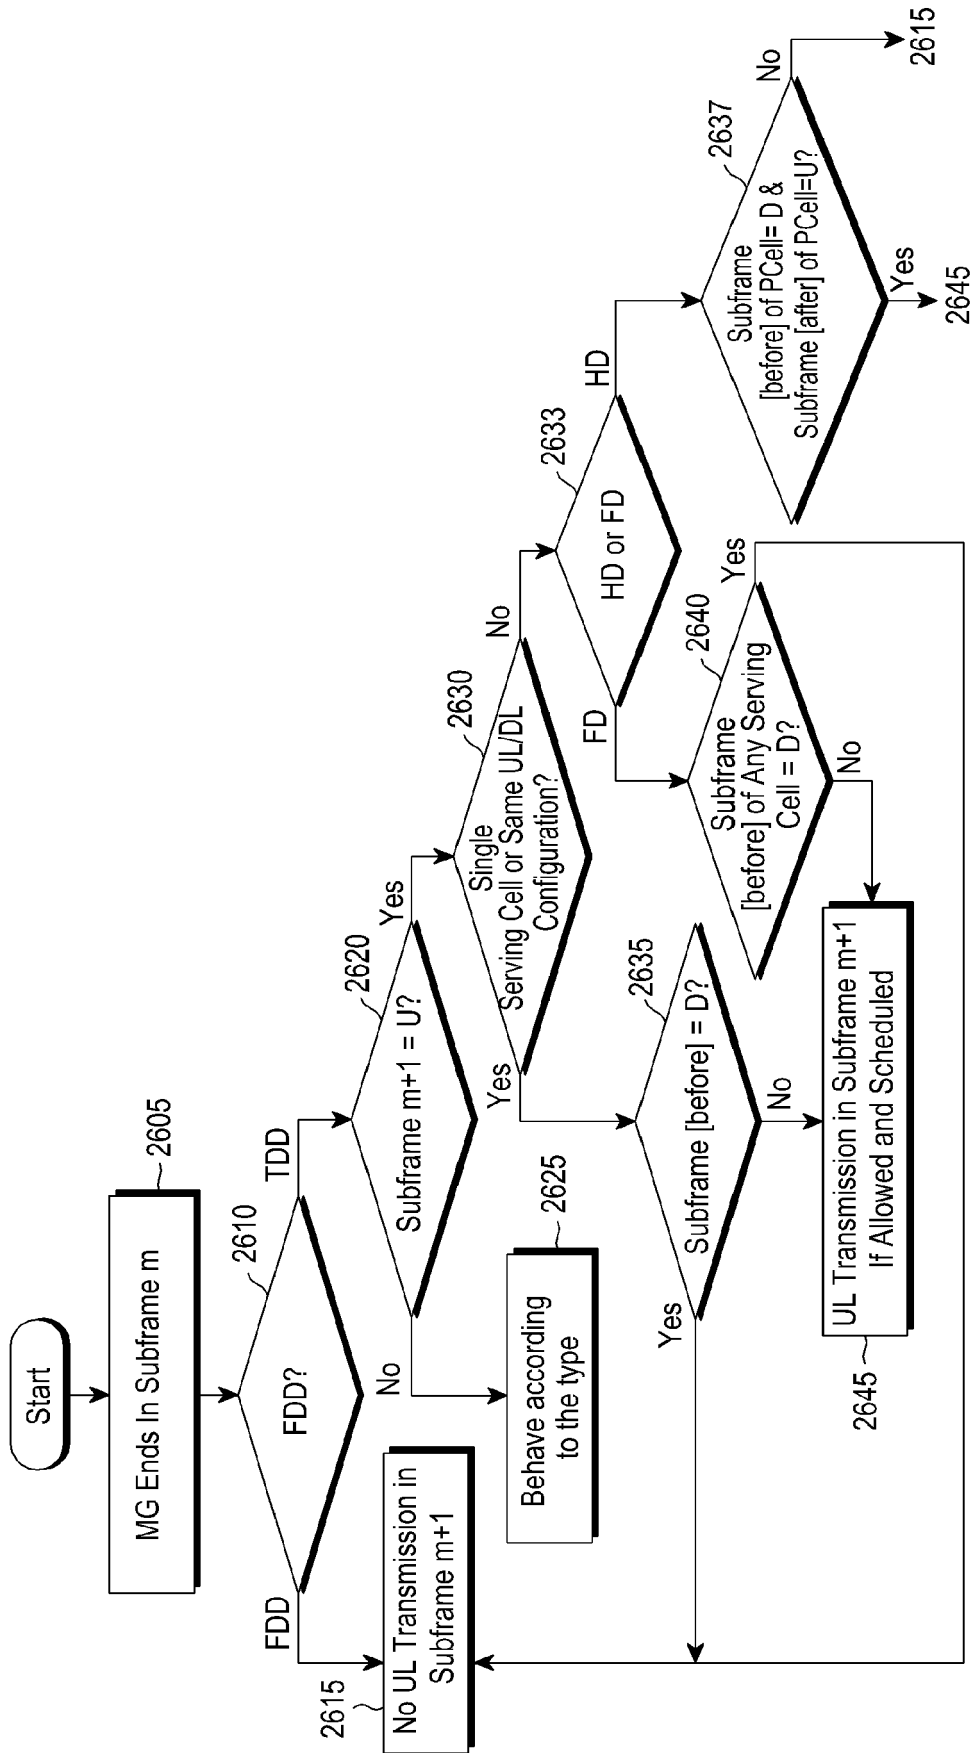 Start
MG Ends In Subframe m
2605
FDD?
2610
FDD
TDD
No UL Transmission in
Subframe m+1
2615
Subframe m+1 = U?
2620
No
Yes
Behave according
to the type
2625
Single
Serving Cell or Same UL/DL
Configuration?
2630
Yes
No
Subframe [before] = D?
2635
Yes
No
HD or FD
2633
FD
HD
Subframe
[before] of Any Serving
Cell = D?
2640
Yes
No
Subframe
[before] of PCell= D &
Subframe [after] of PCell=U?
2637
No
2615
Yes
2645
UL Transmission in Subframe m+1
If Allowed and Scheduled
2645